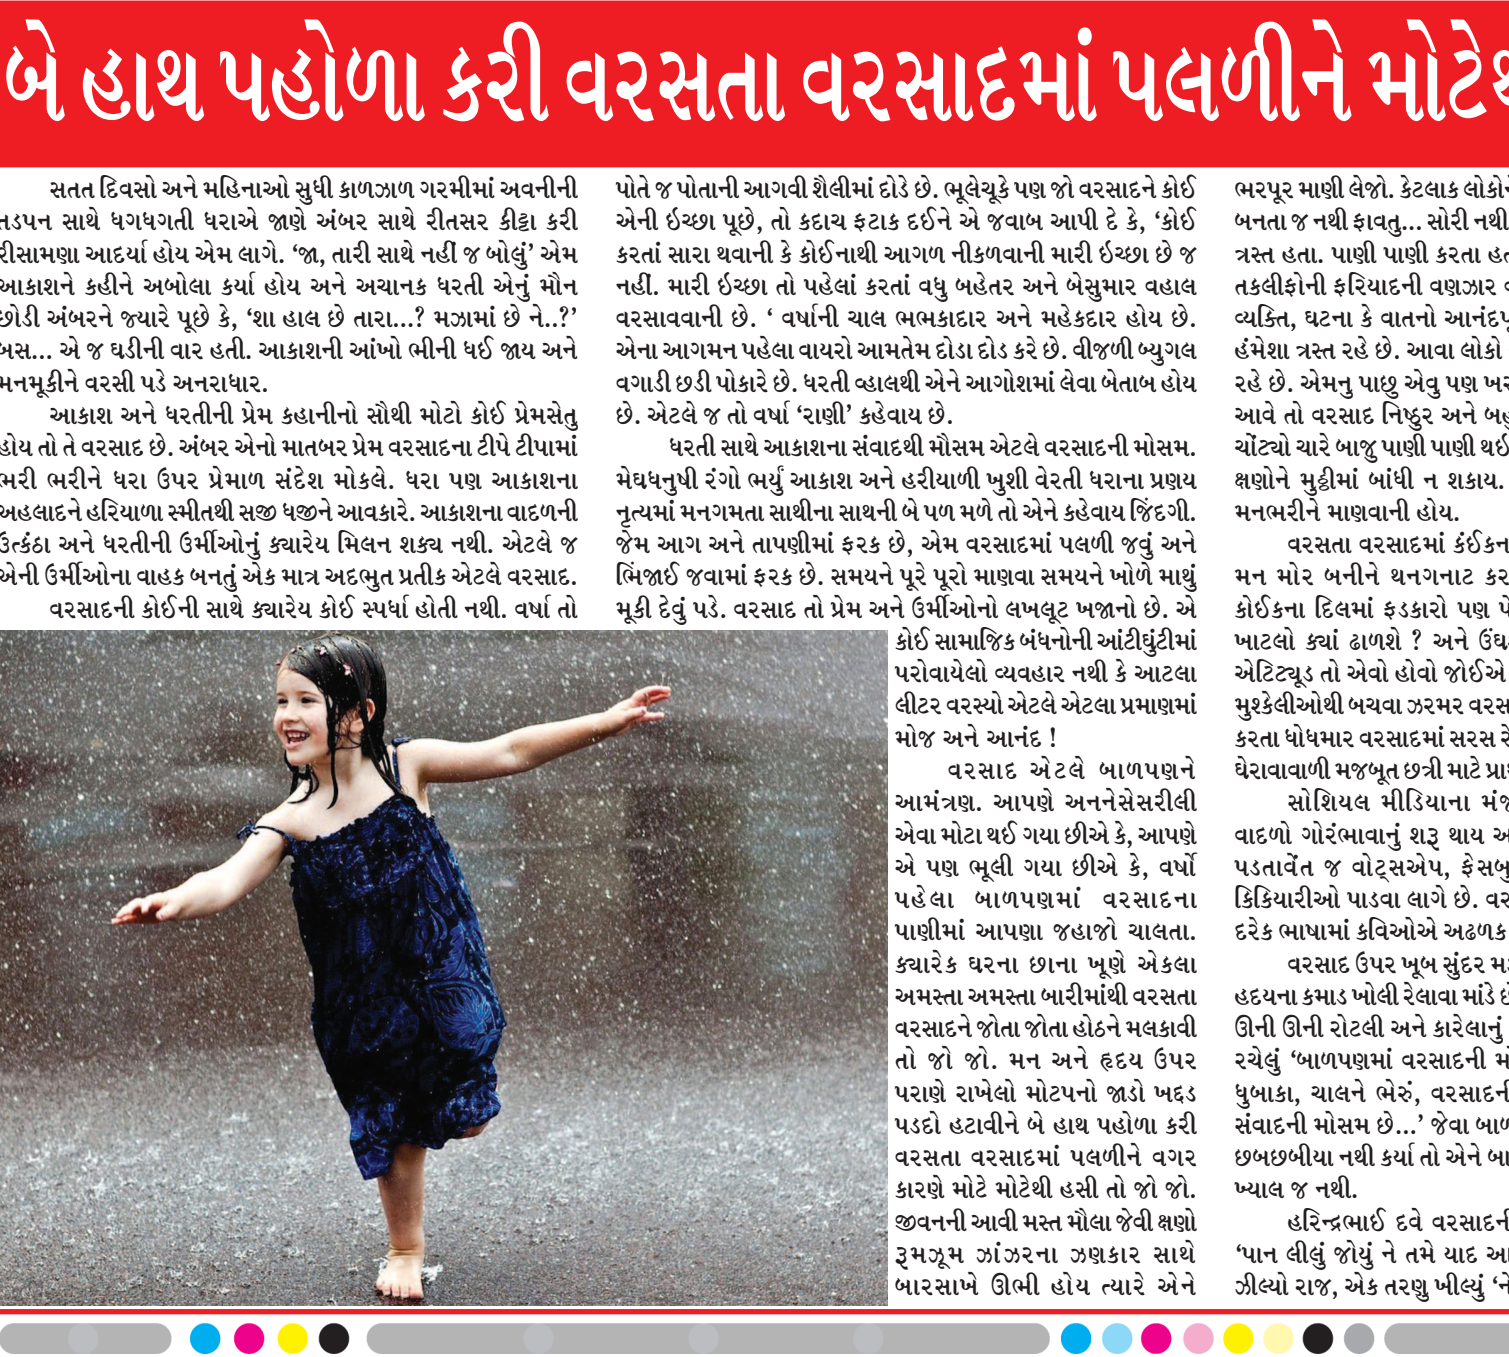 બે હાથ પહોળા કરી વરસતા વરસાદમાં પલળીને
સતત દિવસો અને મહિનાઓ સુધી કાળઝાળ ગરમીમાં અવનીની
તડપન સાથે ધગધગતી ધરાએ જાણે અંબર સાથે રીતસર કીટ્ટા કરી
રીસામણા આદર્યા હોય એમ લાગે. ‘જા, તારી સાથે નહીં જ બોલું’ એમ
આકાશને કહીને અબોલા કર્યા હોય અને અચાનક ધરતી એનું મૌન
છોડી અંબરને જ્યારે પૂછે કે, ‘શા હાલ છે તારા...? મઝામાં છે ને..?’
બસ... એ જ ઘડીની વાર હતી. આકાશની આંખો ભીની ધઈ જાય અને
મનમૂકીને વરસી પડે અનરાધાર.
આકાશ અને ધરતીની પ્રેમ કહાનીનો સૌથી મોટો કોઈ પ્રેમસેતુ
હોય તો તે વરસાદ છે. અંબર એનો માતબર પ્રેમ વરસાદના ટીપે ટીપામાં
ભરી ભરીને ધરા ઉપર પ્રેમાળ સંદેશ મોકલે. ધરા પણ આકાશના
અહલાદને હરિયાળા સ્મીતથી સજી ધજીને આવકારે. આકાશના વાદળની
ઉત્કંઠા અને ધરતીની ઉર્મીઓનું ક્યારેય મિલન શક્ય નથી. એટલે જ
એની ઉર્મીઓના વાહક બનતું એક માત્ર અદભુત પ્રતીક એટલે વરસાદ.
વરસાદની કોઈની સાથે ક્યારેય કોઈ સ્પર્ધા હોતી નથી. વર્ષા તો
પોતે જ પોતાની આગવી શૈલીમાં દોડે છે. ભૂલેચૂકે પણ જો વરસાદને કોઈ
એની ઇચ્છા પૂછે, તો કદાચ ફટાક દઈને એ જવાબ આપી દે કે, ‘કોઈ
કરતાં સારા થવાની કે કોઈનાથી આગળ નીકળવાની મારી ઇચ્છા છે જ
નહીં. મારી ઇચ્છા તો પહેલાં કરતાં વધુ બહેતર અને બેસુમાર વહાલ
વરસાવવાની છે. ‘ વર્ષાની ચાલ ભભકાદાર અને મહેકદાર હોય છે.
એના આગમન પહેલા વાયરો આમતેમ દોડા દોડ કરે છે. વીજળી બ્યુગલ
વગાડી છડી પોકારે છે. ધરતી વ્હાલથી એને આગોશમાં લેવા બેતાબ હોય
છે. એટલે જ તો વર્ષા ‘રાણી’ કહેવાય છે.
ધરતી સાથે આકાશના સંવાદથી મૌસમ એટલે વરસાદની મોસમ.
મેઘધનુષી રંગો ભર્યું આકાશ અને હરીયાળી ખુશી વેરતી ધરાના પ્રણય
નૃત્યમાં મનગમતા સાથીના સાથની બે પળ મળે તો એને કહેવાય જિંદગી.
જેમ આગ અને તાપણીમાં ફરક છે, એમ વરસાદમાં પલળી જવું અને
ભિંજાઈ જવામાં ફરક છે. સમયને પૂરે પૂરો માણવા સમયને ખોળે માથું
મૂકી દેવું પડે. વરસાદ તો પ્રેમ અને ઉર્મીઓનો લખલૂટ ખજાનો છે. એ
કોઈ સામાજિક બંધનોની આંટીઘુંટીમાં
પરોવાયેલો વ્યવહાર નથી કે આટલા
લીટર વરસ્યો એટલે એટલા પ્રમાણમાં
મોજ અને આનંદ !
વરસાદ એટલે બાળપણને
આમંત્રણ. આપણે અનનેસેસરીલી
એવા મોટા થઈ ગયા છીએ કે, આપણે
એ પણ ભૂલી ગયા છીએ કે, વર્ષો
પહેલા બાળપણમાં વરસાદના
પાણીમાં આપણા જહાજો ચાલતા.
ક્યારેક ઘરના છાના ખૂણે એકલા
અમસ્તા અમસ્તા બારીમાંથી વરસતા
વરસાદને જોતા જોતા હોઠને મલકાવી
તો જો જો. મન અને હૃદય ઉપર
પરાણે રાખેલો મોટપનો જાડો ખદ્દડ
પડદો હટાવીને બે હાથ પહોળા કરી
વરસતા વરસાદમાં પલળીને વગર
કારણે મોટે મોટેથી હસી તો જો જો.
જીવનની આવી મસ્ત મૌલા જેવી ક્ષણો
રૂમઝૂમ ઝાંઝરના ઝણકાર સાથે
બારસાખે ઊભી હોય ત્યારે એને
ભરપૂર માણી લેજો. કેટલાક
બનતા જ નથી ફાવતુ... સોરી નથી
ત્રસ્ત હતા. પાણી પાણી કરતા
તકલીફોની ફરિયાદની વણઝાર
વ્યક્તિ, ઘટના કે વાતનો
હંમેશા ત્રસ્ત રહે છે. આવા લોકો
રહે છે. એમનુ પાછુ એવુ પણ
આવે તો વરસાદ નિષ્ઠુર અને
ચોંટ્યો ચારે બાજુ પાણી પાણી
ક્ષણોને મુઠ્ઠીમાં બાંધી ન શકાય.
મનભરીને માણવાની હોય.
વરસતા વરસાદમાં
મન મોર બનીને થનગનાટ
કોઈકના દિલમાં ફડકારો પણ
ખાટલો ક્યાં ઢાળશે ? અને
એટિટ્યૂડ તો એવો હોવો જોઈએ
મુશ્કેલીઓથી બચવા ઝરમર
કરતા ધોધમાર વરસાદમાં સરસ
ઘેરાવાવાળી મજબૂત છત્રી માટે
સોશિયલ મીડિયાના
વાદળો ગોરંભાવાનું શરૂ થાય
પડતાવેંત જ વોટ્સએપ,
કિકિયારીઓ પાડવા લાગે છે.
દરેક ભાષામાં કવિઓએ અઢળક
વરસાદ ઉપર ખૂબ સુંદર
હદયના કમાડ ખોલી રેલાવા માંડે
ઊની ઊની રોટલી અને કારેલાનું
રચેલું ‘બાળપણમાં વરસાદની
ધુબાકા, ચાલને ભેરું,
સંવાદની મોસમ છે...’ જેવા
છબછબીયા નથી કર્યા તો એને
ખ્યાલ જ નથી.
હરિન્દ્રભાઈ દવે
‘પાન લીલું જોયું ને તમે યાદ
ઝીલ્યો રાજ, એક તરણુ ખીલ્યું